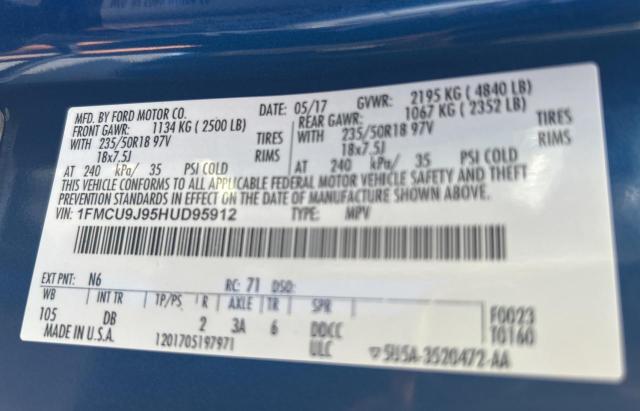 MFD. BY FORD MOTOR CO. DATE: 05/17 GVWR: 2195 KG ( 4840 LB)
FRONT GAWR: 1134 KG ( 2500 LB) REAR GAWR: 1067 KG ( 2352 LB)
WITH 235/50R18 97V TIRES WITH 235/50R18 97V TIRES
18x7.5J RIMS 18x7.5J RIMS
AT 240 kPa/ 35 PSI COLD AT 240 kPa/ 35 PSI COLD
THIS VEHICLE CONFORMS TO ALL APPLICABLE FEDERAL MOTOR VEHICLE SAFETY AND THEFT
PREVENTION STANDARDS IN EFFECT ON THE DATE OF MANUFACTURE SHOWN ABOVE.
VIN: 1FMCU9J95HUD95912 TYPE: MPV
EXT PNT: N6 RC: 71 DSO:
WB INT TR TP/PS R AXLE TR SPR
105 DB 2 3A 6 DDCC F0023
MADE IN U.S.A. 1201705197971 ULC T0160
5U5A-3520472-AA